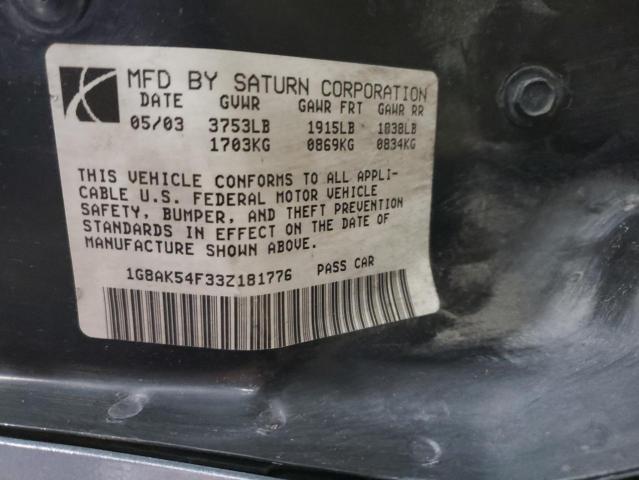 MFD BY SATURN CORPORATION
DATE GVWR GAWR FRT GAWR RR
05/03 3753LB 1915LB 1838LB
1703KG 0869KG 0834KG
THIS VEHICLE CONFORMS TO ALL APPLI-
CABLE U.S. FEDERAL MOTOR VEHICLE
SAFETY, BUMPER, AND THEFT PREVENTION
STANDARDS IN EFFECT ON THE DATE OF
MANUFACTURE SHOWN ABOVE.
1G8AK54F33Z181776 PASS CAR